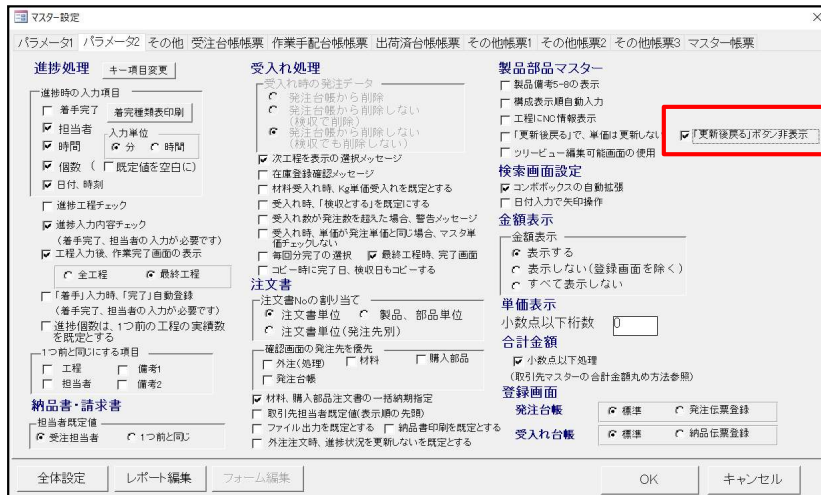 マスター設定
パラメータ1 パラメータ2 その他 受注台帳帳票 作業手配台帳帳票 出荷済台帳帳票 その他帳票1 その他帳票2 その他帳票3 マスター帳票
進捗処理 キー項目変更
進捗時の入力項目
着手完了 着完種類表印刷
担当者
入力単位
時間 分 時間
個数 ( 既定値を空白に)
日付、時刻
進捗工程チェック
進捗入力内容チェック
(着手完了、担当者の入力が必要です)
工程入力後、作業完了画面の表示
全工程 最終工程
「着手」入力時、「完了」自動登録
(着手完了、担当者の入力が必要です)
進捗個数は、1つ前の工程の実績数
を既定とする
1つ前と同じにする項目
工程 備考1
担当者 備考2
納品書・請求書
担当者既定値
受注担当者 1つ前と同じ
受入れ処理
受入れ時の発注データ
発注台帳から削除
発注台帳から削除しない
(検収で削除)
発注台帳から削除しない
(検収でも削除しない)
次工程を表示の選択メッセージ
在庫登録確認メッセージ
材料受入れ時、Kg単価受入れを既定とする
受入れ時、「検収とする」を既定にする
受入れ数が発注数を超えた場合、警告メッセージ
受入れ時、単価が発注単価と同じ場合、マスタ単
価チェックしない
毎回分完了の選択 最終工程時、完了画面
コピー時に完了日、検収日もコピーする
注文書
注文書Noの割り当て
注文書単位 製品、部品単位
注文書単位(発注先別)
確認画面の発注先を優先
外注(処理) 材料 購入部品
発注台帳
材料、購入部品注文書の一括納期指定
取引先担当者既定値(表示順の先頭)
ファイル出力を既定とする 納品書印刷を既定とする
外注注文時、進捗状況を更新しないを既定とする
製品部品マスター
製品備考5~8の表示
構成表示順自動入力
工程にNC情報表示
「更新後戻る」で、単価は更新しない 「更新後戻る」ボタン非表示
ツリービュー編集可能画面の使用
検索画面設定
コンボボックスの自動拡張
日付入力で矢印操作
金額表示
金額表示
表示する
表示しない(登録画面を除く)
すべて表示しない
単価表示
小数点以下桁数 0
合計金額
小数点以下処理
(取引先マスターの合計金額丸め方法参照)
登録画面
発注台帳 標準 発注伝票登録
受入れ台帳 標準 納品伝票登録
全体設定 レポート編集 フォーム編集 OK キャンセル